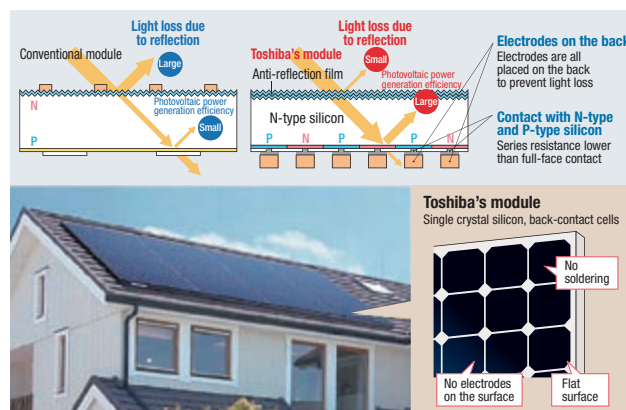 Light loss due
to reflection
Conventional module
Large
N
Photovoltaic power
generation efficiency
Small
P
Light loss due
to reflection
Toshiba's module
Small
Anti-reflection film
Photovoltaic power
generation efficiency
Large
N-type silicon
P N P P N
Electrodes on the back
Electrodes are all
placed on the back
to prevent light loss
Contact with N-type
and P-type silicon
Series resistance lower
than full-face contact
Toshiba's module
Single crystal silicon, back-contact cells
No
soldering
No electrodes
on the surface
Flat
surface